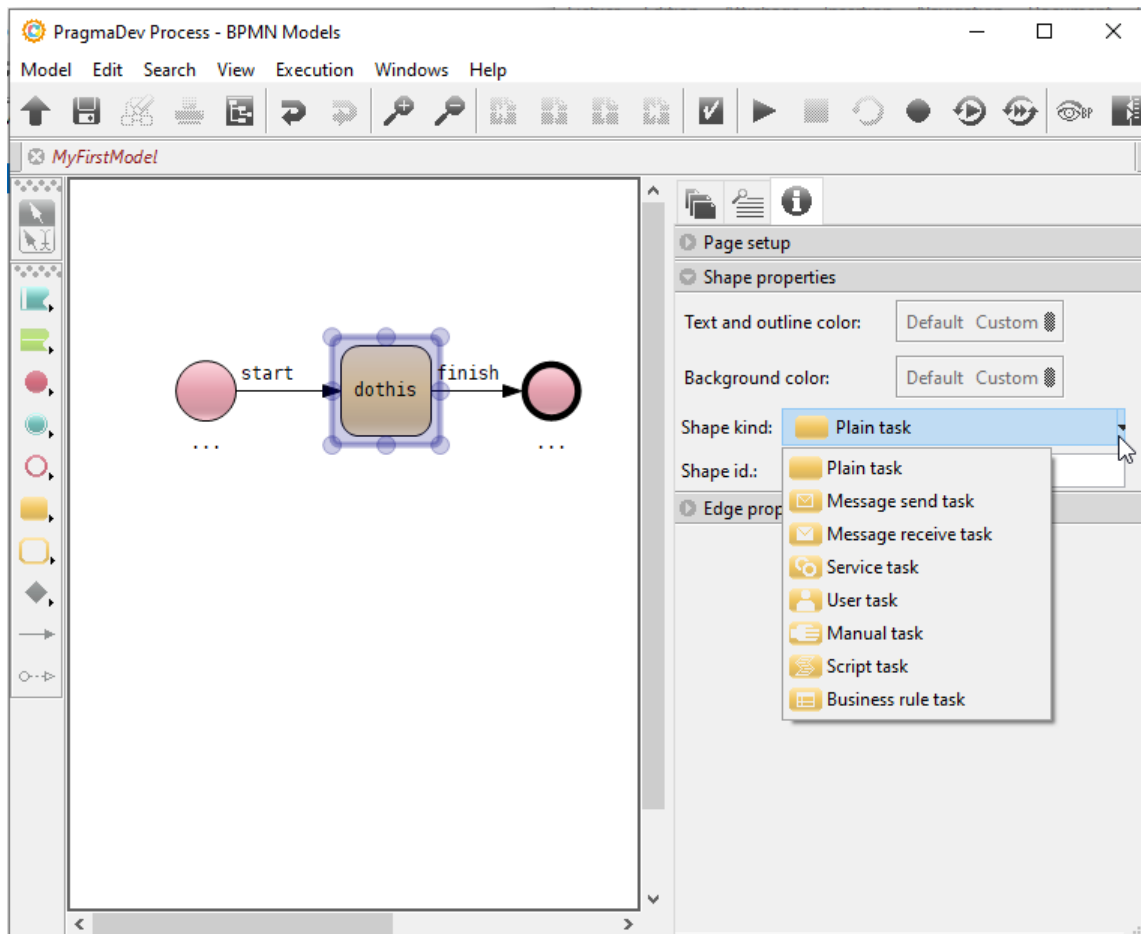 PragmaDev Process - BPMN Models
Model Edit Search View Execution Windows Help
BP
MyFirstModel
Page setup
Shape properties
Text and outline color: Default Custom
Background color: Default Custom
Shape kind: Plain task
Shape id.:
Edge prop
Plain task
Message send task
Message receive task
Service task
User task
Manual task
Script task
Business rule task
start
dothis
finish
...
...